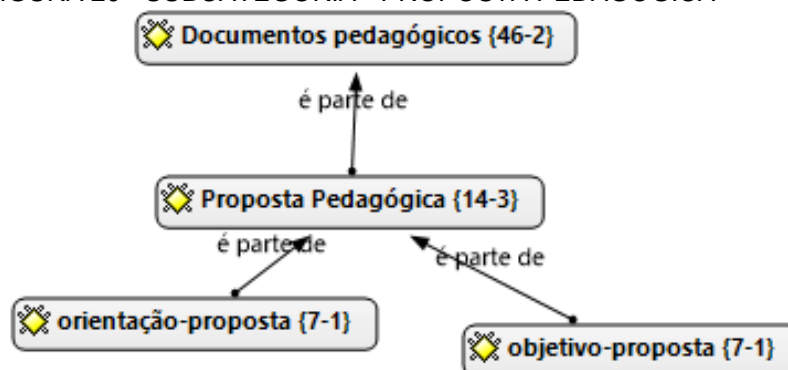 Documentos pedagógicos {46-2}
é parte de
Proposta Pedagógica {14-3}
é parte de
é parte de
orientação-proposta {7-1}
objetivo-proposta {7-1}